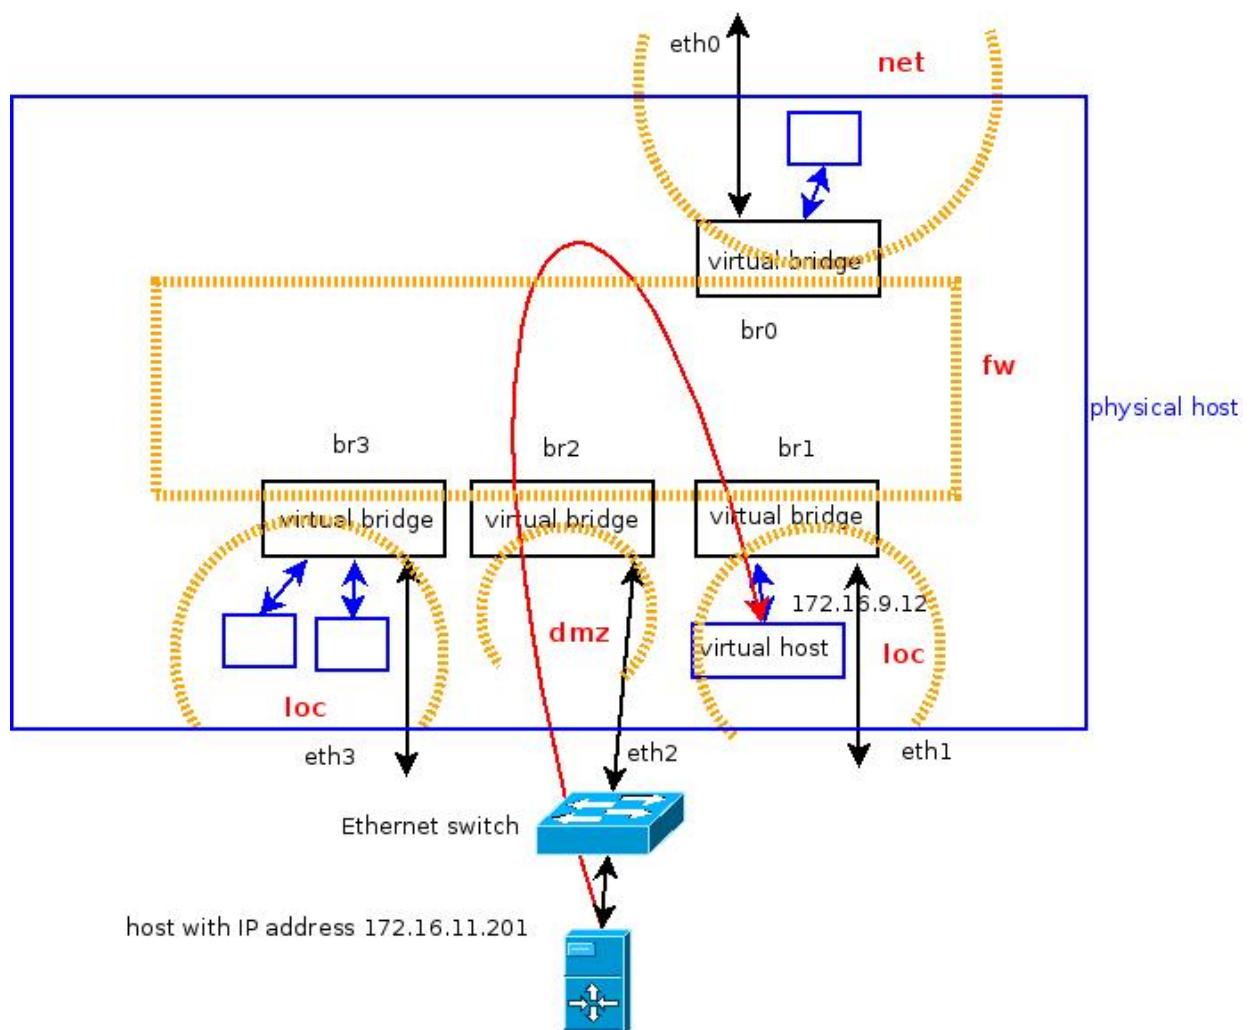 eth0
net
virtual bridge
br0
fw
physical host
br3
br2
br1
virtual bridge
virtual bridge
virtual bridge
172.16.9.12
dmz
virtual host
loc
loc
eth3
eth2
eth1
Ethernet switch
host with IP address 172.16.11.201